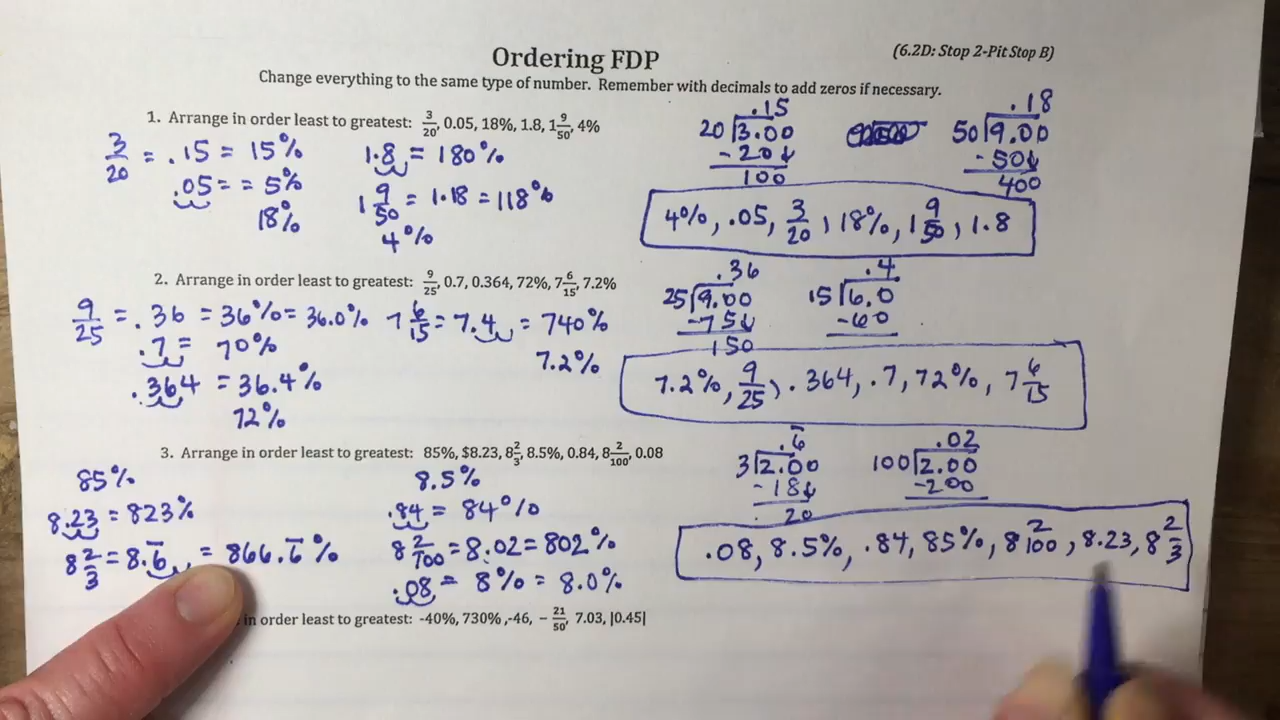 Ordering FDP
(6.2D: Stop 2-Pit Stop B)
Change everything to the same type of number. Remember with decimals to add zeros if necessary.
1. Arrange in order least to greatest: 3/20, 0.05, 18%, 1.8, 1 9/50, 4%
3/20 = .15 = 15%
.05 = = 5%
18%
1.8 = 180%
1 9/50 = 1.18 = 118%
4%
.15
20 3.00
-20
100
.18
50 9.00
-50
400
4%, .05, 3/20, 18%, 1 9/50, 1.8
2. Arrange in order least to greatest: 9/25, 0.7, 0.364, 72%, 7 6/15, 7.2%
9/25 = .36 = 36% = 36.0%
.7 = 70%
.364 = 36.4%
72%
7 6/15 = 7.4 = 740%
7.2%
.36
25 9.00
-75
150
.4
15 6.0
-60
7.2%, 9/25, .364, .7, 72%, 7 6/15
3. Arrange in order least to greatest: 85%, $8.23, 8 2/3, 8.5%, 0.84, 8 2/100, 0.08
85%
8.23 = 823%
8 2/3 = 8.6̅ = 866.6̅%
8.5%
.84 = 84%
8 2/100 = 8.02 = 802%
.08 = 8% = 8.0%
.6̅
3 2.00
-18
20
.02
100 2.00
-200
.08, 8.5%, .84, 85%, 8 2/100, 8.23, 8 2/3
in order least to greatest: -40%, 730% ,-46, - 21/50, 7.03, |0.45|